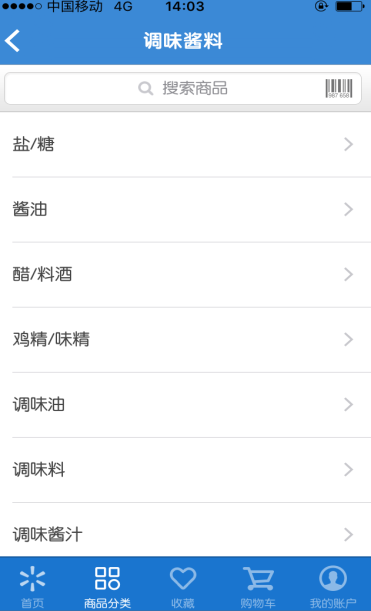 中国移动 4G 14:03
调味酱料
搜索商品
盐/糖
酱油
醋/料酒
鸡精/味精
调味油
调味料
调味酱汁
首页 商品分类 收藏 购物车 我的账户